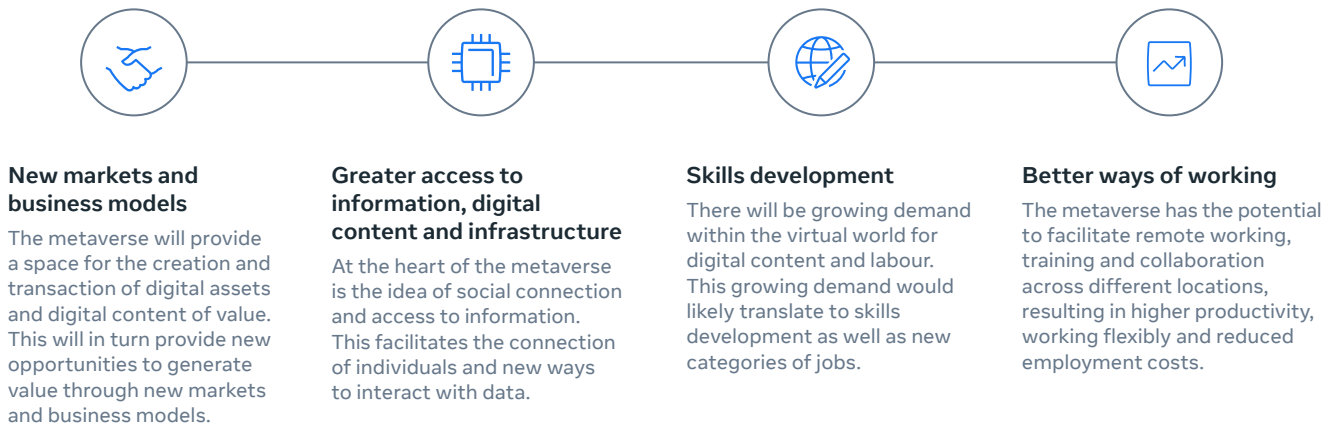 New markets and
business models
The metaverse will provide
a space for the creation and
transaction of digital assets
and digital content of value.
This will in turn provide new
opportunities to generate
value through new markets
and business models.
Greater access to
information, digital
content and infrastructure
At the heart of the metaverse
is the idea of social connection
and access to information.
This facilitates the connection
of individuals and new ways
to interact with data.
Skills development
There will be growing demand
within the virtual world for
digital content and labour.
This growing demand would
likely translate to skills
development as well as new
categories of jobs.
Better ways of working
The metaverse has the potential
to facilitate remote working,
training and collaboration
across different locations,
resulting in higher productivity,
working flexibly and reduced
employment costs.